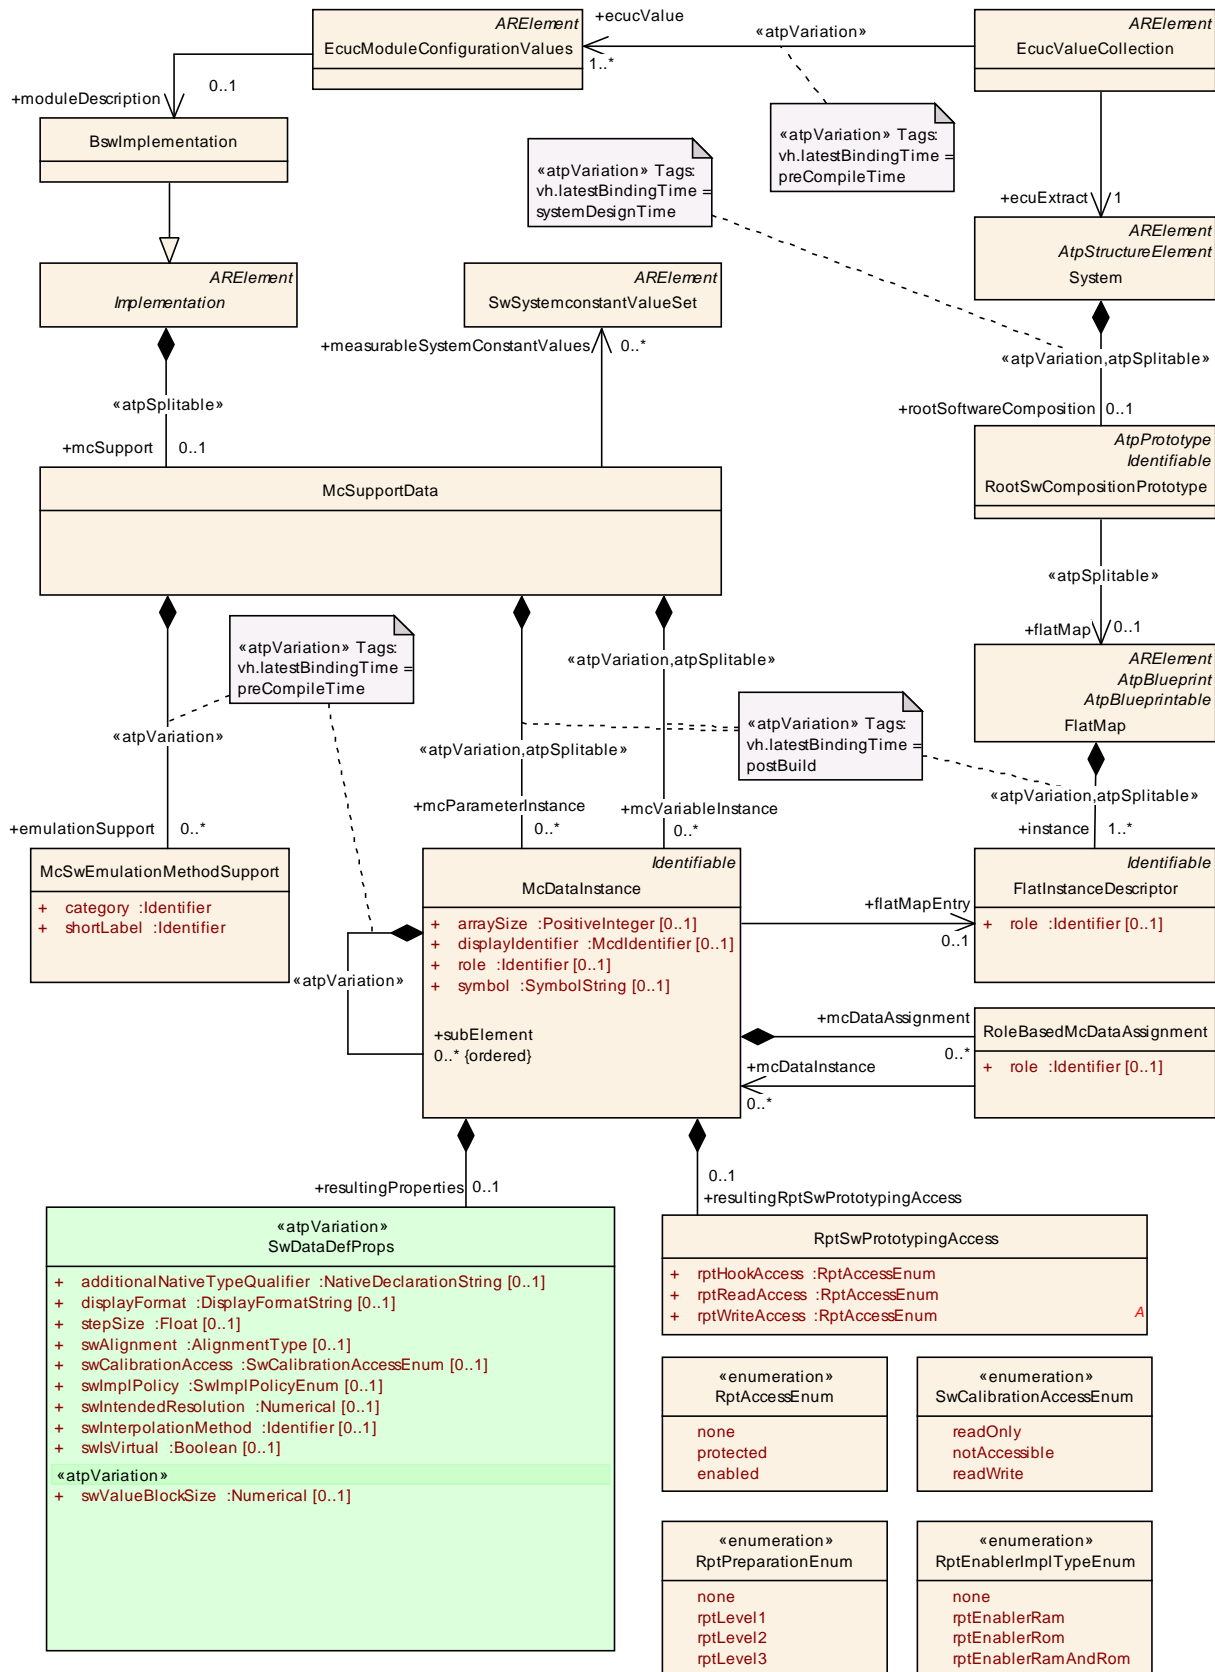 ARElement
EcucModuleConfigurationValues
+ecucValue
1..*
«atpVariation»
ARElement
EcucValueCollection
0..1
+moduleDescription
BswImplementation
«atpVariation» Tags:
vh.latestBindingTime =
preCompileTime
«atpVariation» Tags:
vh.latestBindingTime =
systemDesignTime
+ecuExtract
1
ARElement
AtpStructureElement
System
ARElement
Implementation
ARElement
SwSystemconstantValueSet
+measurableSystemConstantValues
0..*
«atpVariation,atpSplitable»
«atpSplitable»
+mcSupport
0..1
+rootSoftwareComposition
0..1
AtpPrototype
Identifiable
RootSwCompositionPrototype
McSupportData
«atpSplitable»
+flatMap
0..1
«atpVariation» Tags:
vh.latestBindingTime =
preCompileTime
«atpVariation,atpSplitable»
ARElement
AtpBlueprint
AtpBlueprintable
FlatMap
«atpVariation»
«atpVariation,atpSplitable»
«atpVariation» Tags:
vh.latestBindingTime =
postBuild
«atpVariation,atpSplitable»
+emulationSupport
0..*
+mcParameterInstance
0..*
+mcVariableInstance
0..*
+instance
1..*
McSwEmulationMethodSupport
+ category :Identifier
+ shortLabel :Identifier
Identifiable
McDataInstance
+ arraySize :PositiveInteger [0..1]
+ displayIdentifier :McdIdentifier [0..1]
+ role :Identifier [0..1]
+ symbol :SymbolString [0..1]
+flatMapEntry
0..1
Identifiable
FlatInstanceDescriptor
+ role :Identifier [0..1]
«atpVariation»
+subElement
0..* {ordered}
+mcDataAssignment
0..*
RoleBasedMcDataAssignment
+ role :Identifier [0..1]
+mcDataInstance
0..*
+resultingProperties
0..1
0..1
+resultingRptSwPrototypingAccess
«atpVariation»
SwDataDefProps
+ additionalNativeTypeQualifier :NativeDeclarationString [0..1]
+ displayFormat :DisplayFormatString [0..1]
+ stepSize :Float [0..1]
+ swAlignment :AlignmentType [0..1]
+ swCalibrationAccess :SwCalibrationAccessEnum [0..1]
+ swImplPolicy :SwImplPolicyEnum [0..1]
+ swIntendedResolution :Numerical [0..1]
+ swInterpolationMethod :Identifier [0..1]
+ swIsVirtual :Boolean [0..1]
«atpVariation»
+ swValueBlockSize :Numerical [0..1]
RptSwPrototypingAccess
+ rptHookAccess :RptAccessEnum
+ rptReadAccess :RptAccessEnum
+ rptWriteAccess :RptAccessEnum
A
«enumeration»
RptAccessEnum
none
protected
enabled
«enumeration»
SwCalibrationAccessEnum
readOnly
notAccessible
readWrite
«enumeration»
RptPreparationEnum
none
rptLevel1
rptLevel2
rptLevel3
«enumeration»
RptEnablerImplTypeEnum
none
rptEnablerRam
rptEnablerRom
rptEnablerRamAndRom